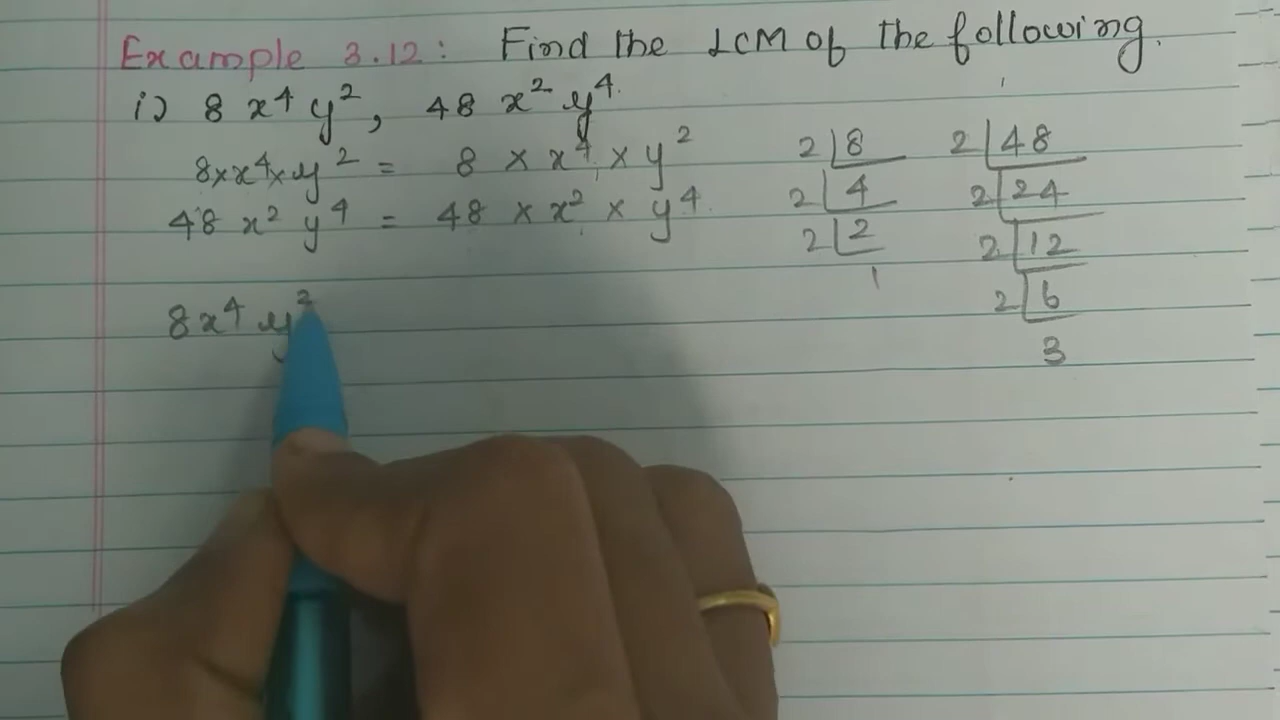 Example 3.12: Find the LCM of the following.
i) 8 x⁴ y², 48 x² y⁴.
8×x⁴×y² = 8 × x⁴ × y²
48 x² y⁴ = 48 × x² × y⁴.
8x⁴ y²
2 | 8
2 | 4
2 | 2
1
2 | 48
2 | 24
2 | 12
2 | 6
3